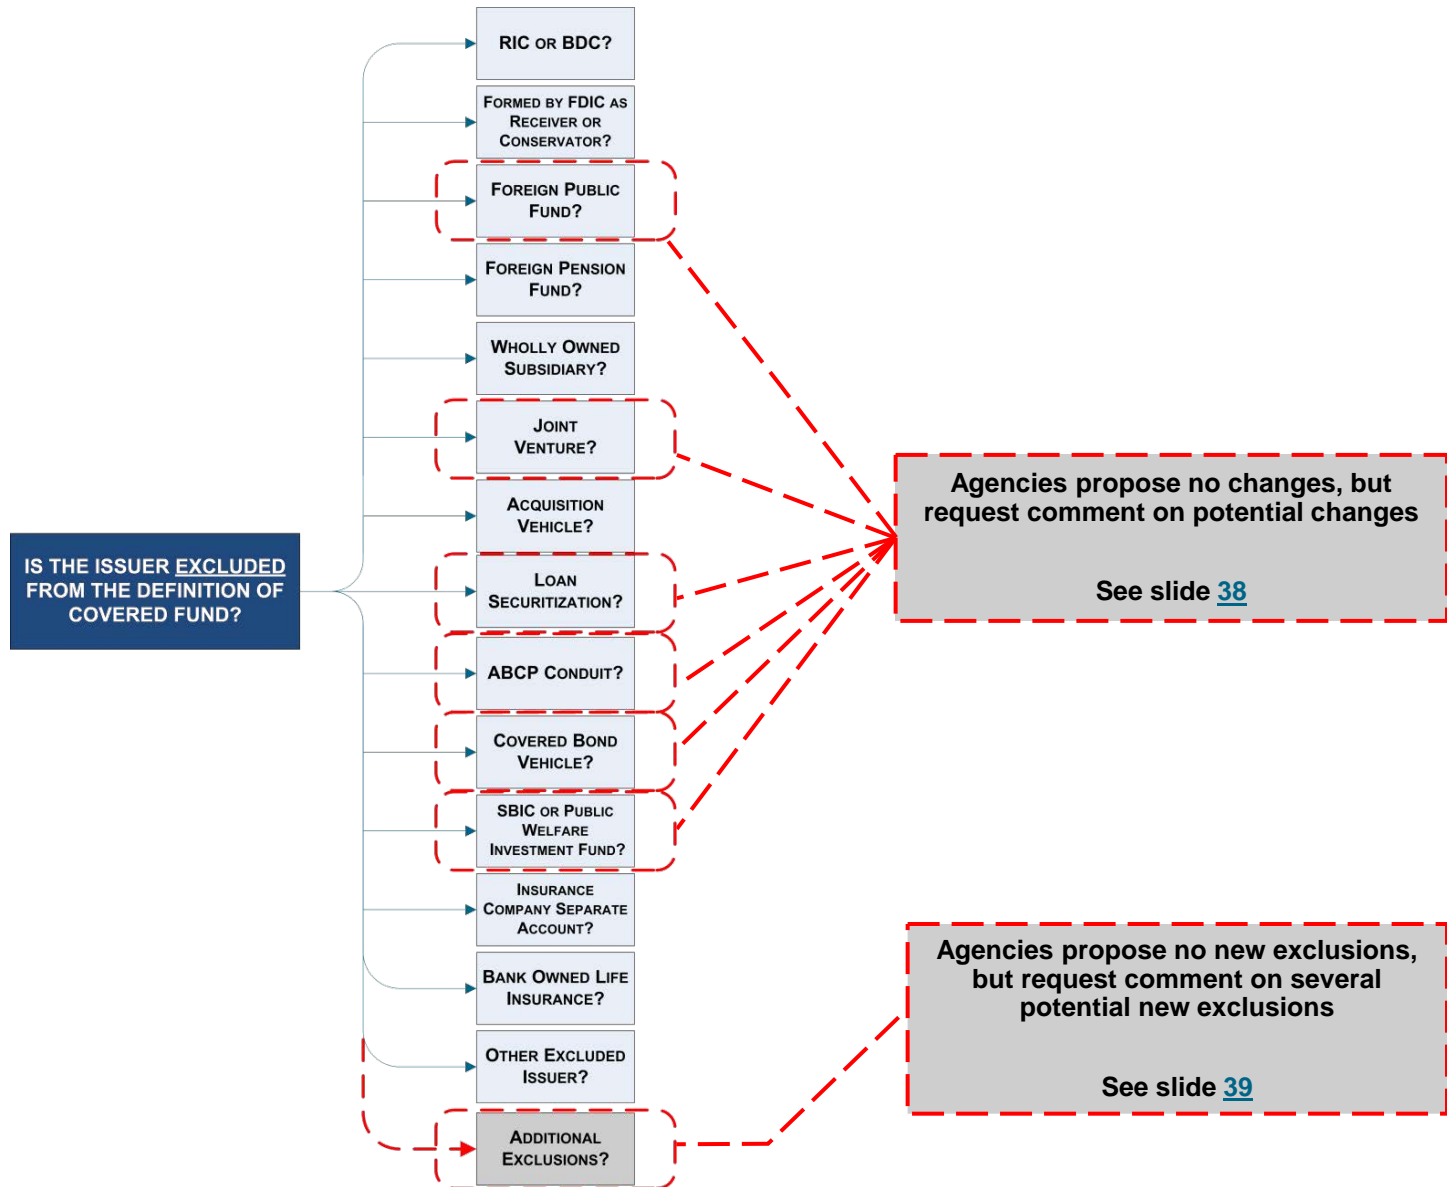 RIC OR BDC?
FORMED BY FDIC AS
RECEIVER OR
CONSERVATOR?
FOREIGN PUBLIC
FUND?
FOREIGN PENSION
FUND?
WHOLLY OWNED
SUBSIDIARY?
JOINT
VENTURE?
ACQUISITION
VEHICLE?
IS THE ISSUER EXCLUDED
FROM THE DEFINITION OF
COVERED FUND?
LOAN
SECURITIZATION?
ABCP CONDUIT?
COVERED BOND
VEHICLE?
SBIC OR PUBLIC
WELFARE
INVESTMENT FUND?
INSURANCE
COMPANY SEPARATE
ACCOUNT?
BANK OWNED LIFE
INSURANCE?
OTHER EXCLUDED
ISSUER?
ADDITIONAL
EXCLUSIONS?
Agencies propose no changes, but
request comment on potential changes
See slide 38
Agencies propose no new exclusions,
but request comment on several
potential new exclusions
See slide 39